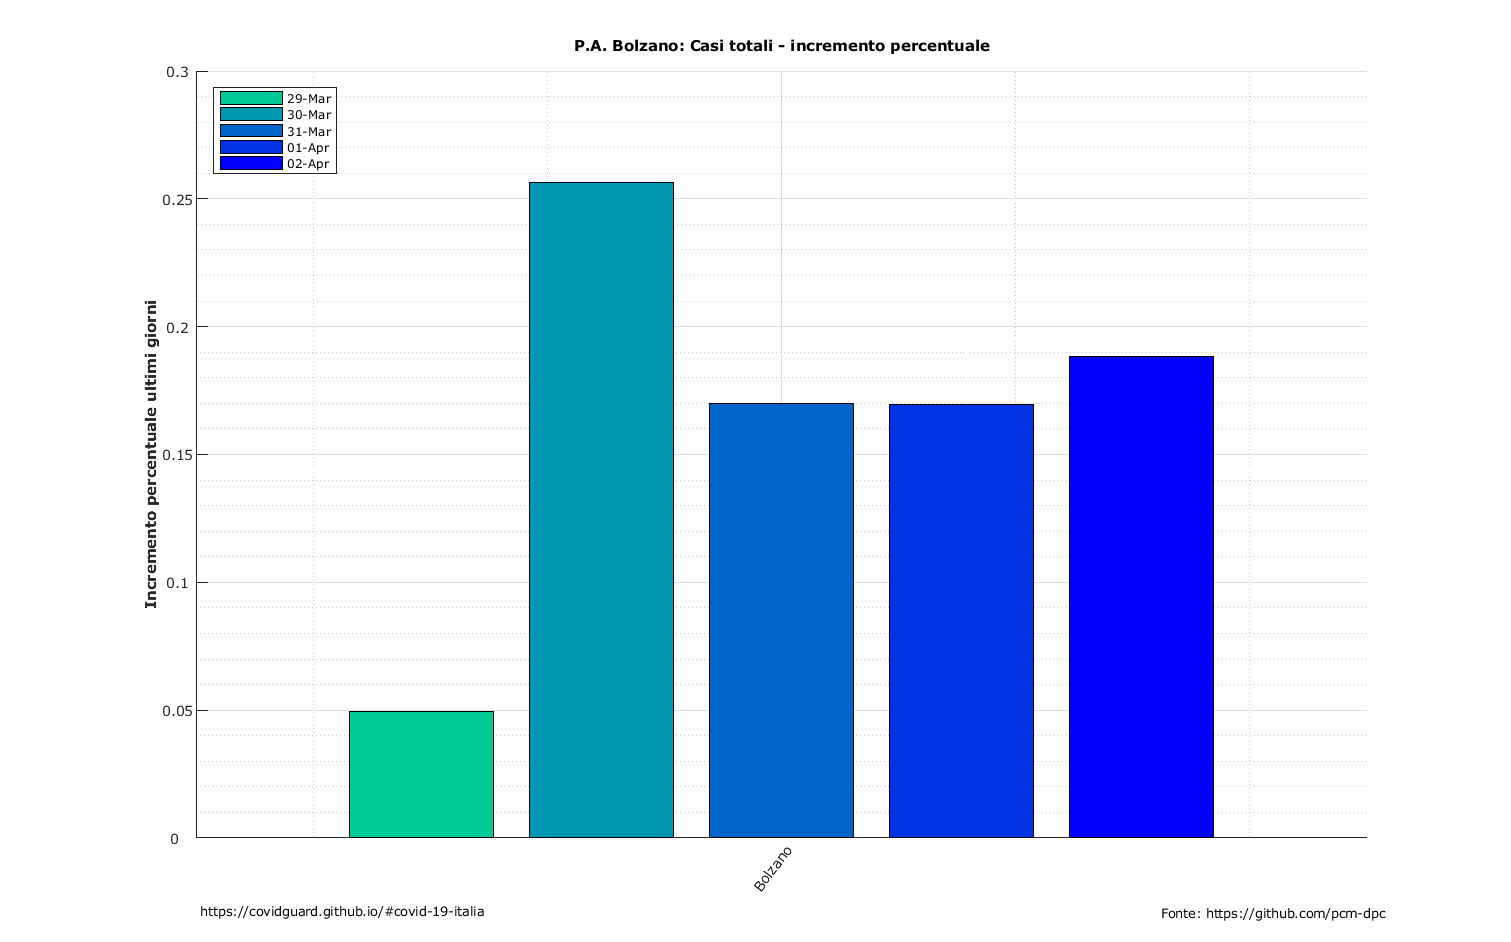 P.A. Bolzano: Casi totali - incremento percentuale
Incremento percentuale ultimi giorni
0.3
0.25
0.2
0.15
0.1
0.05
0
29-Mar
30-Mar
31-Mar
01-Apr
02-Apr
Bolzano
https://covidguard.github.io/#covid-19-italia
Fonte: https://github.com/pcm-dpc